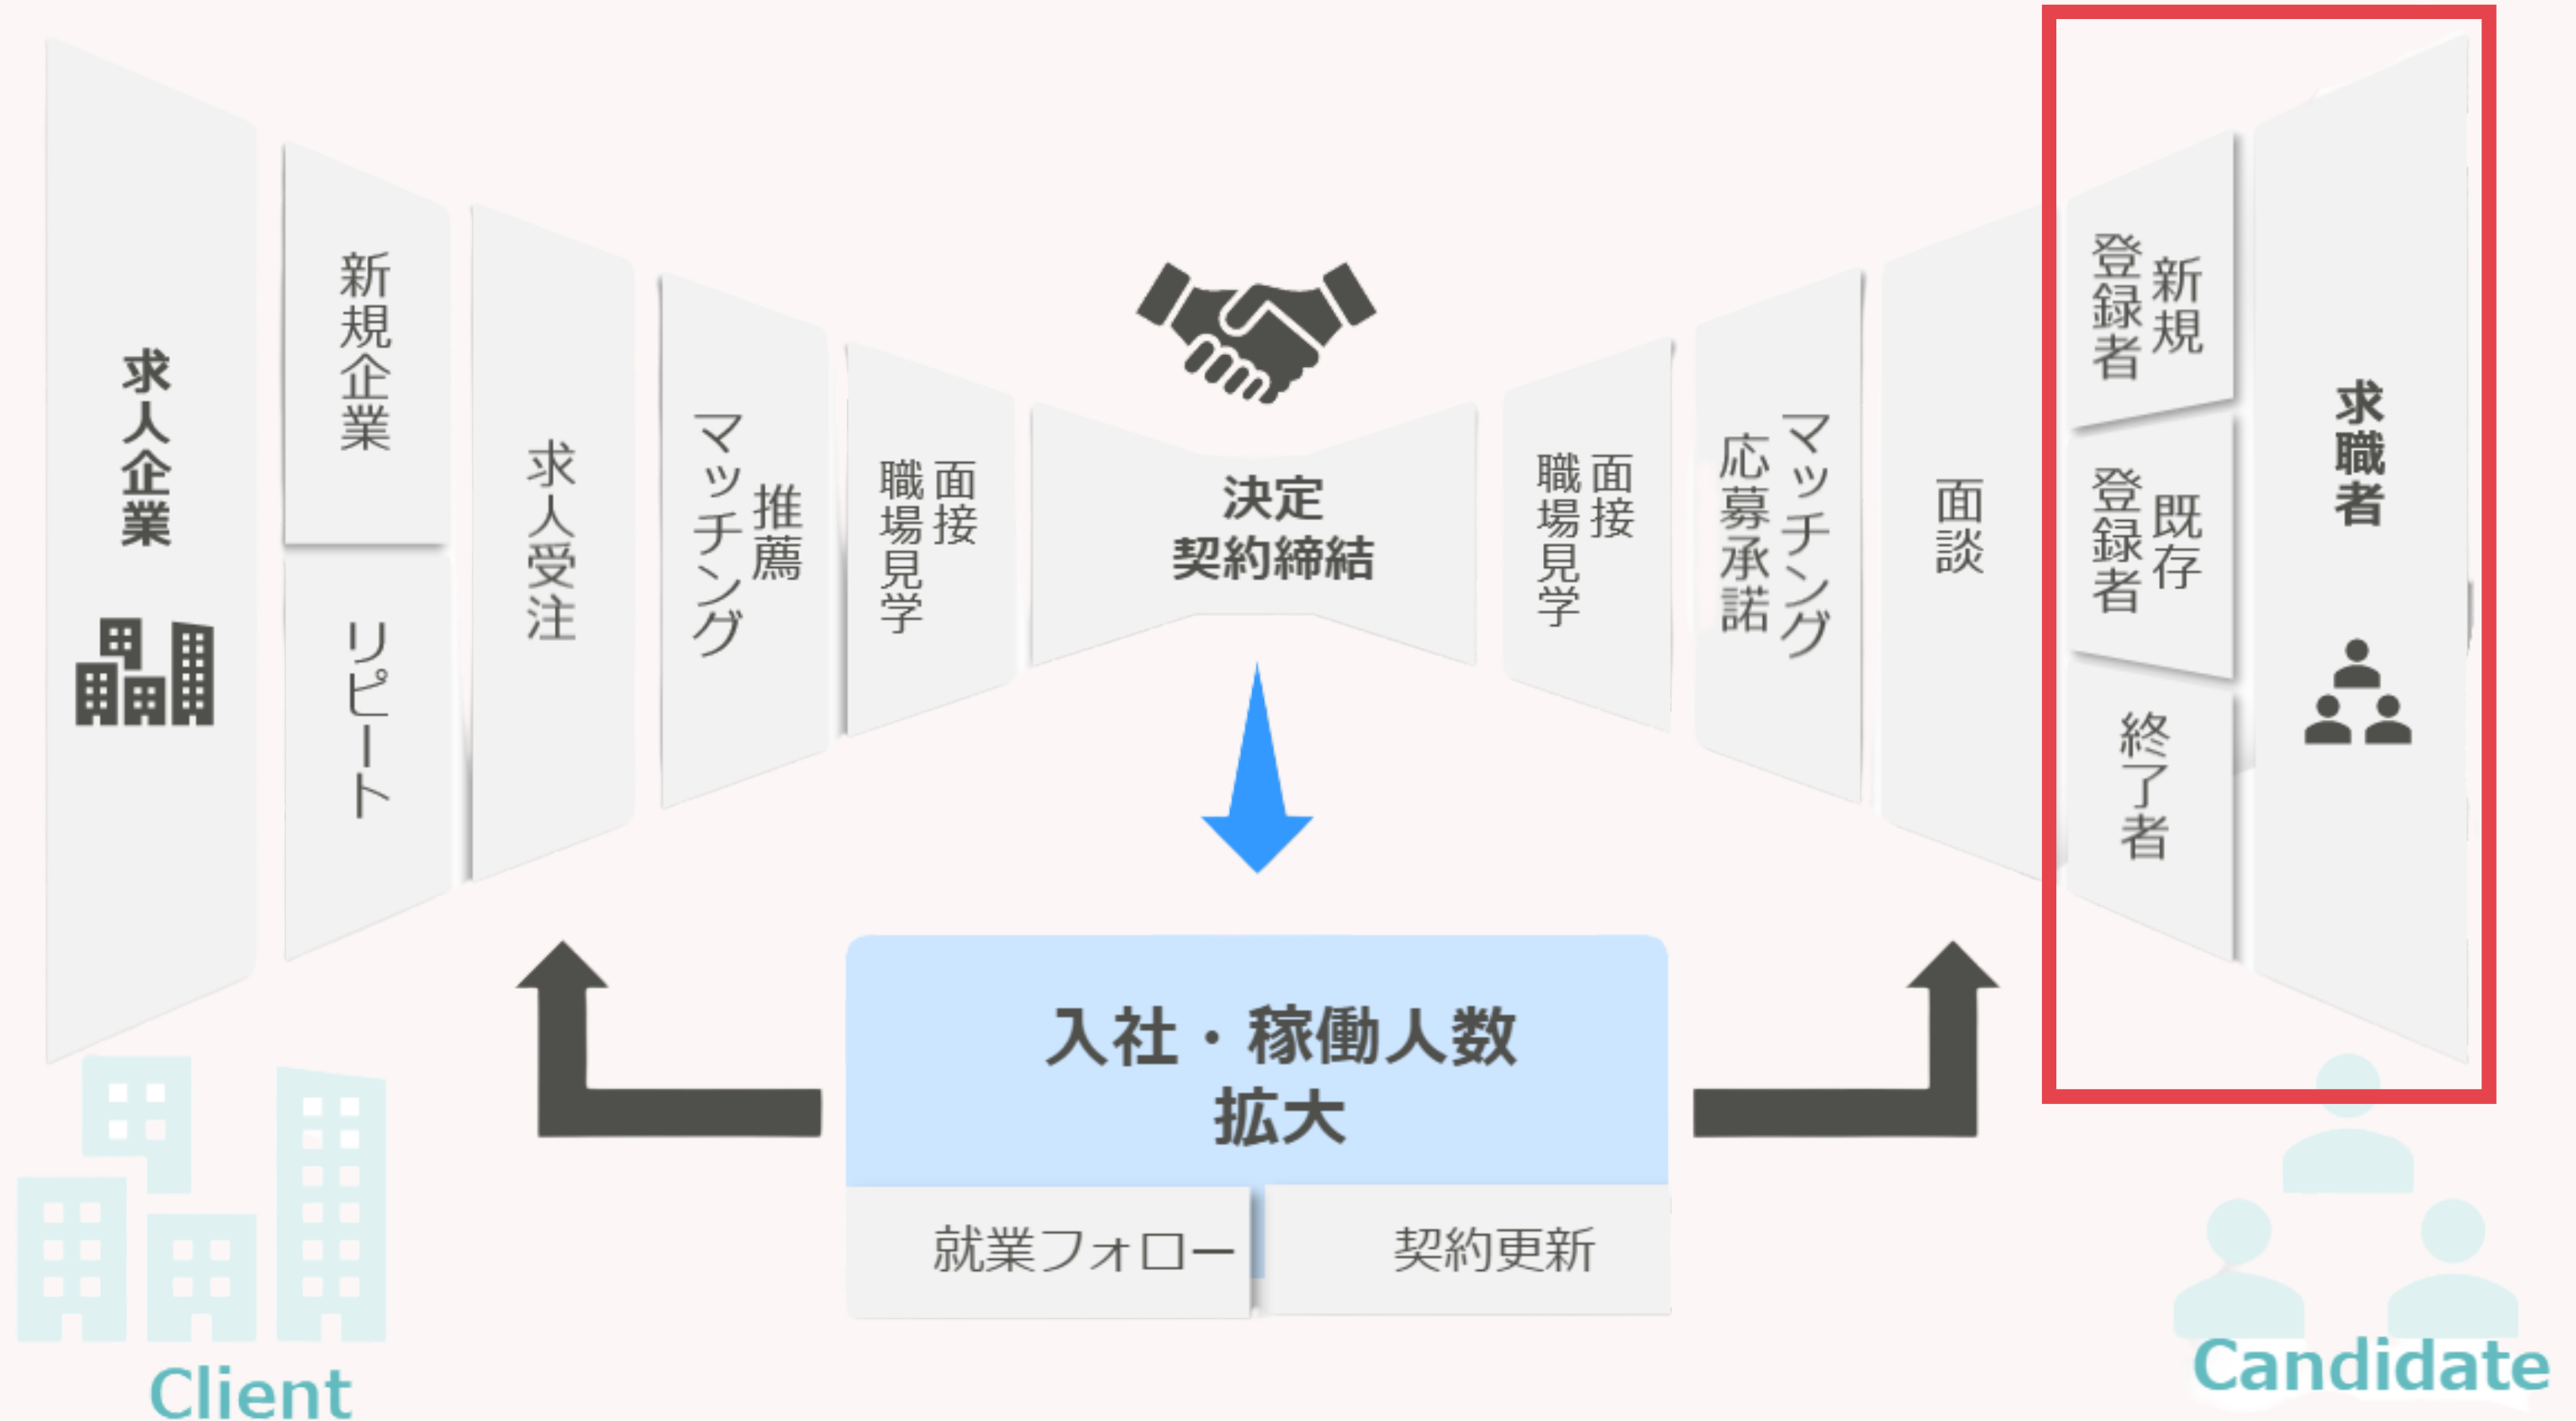 求人企業
新規企業
リピート
求人受注
推薦
マッチング
面接
職場見学
決定
契約締結
面接
職場見学
マッチング
応募承諾
面談
新規
登録者
既存
登録者
終了者
求職者
入社・稼働人数
拡大
就業フォロー
契約更新
Client
Candidate